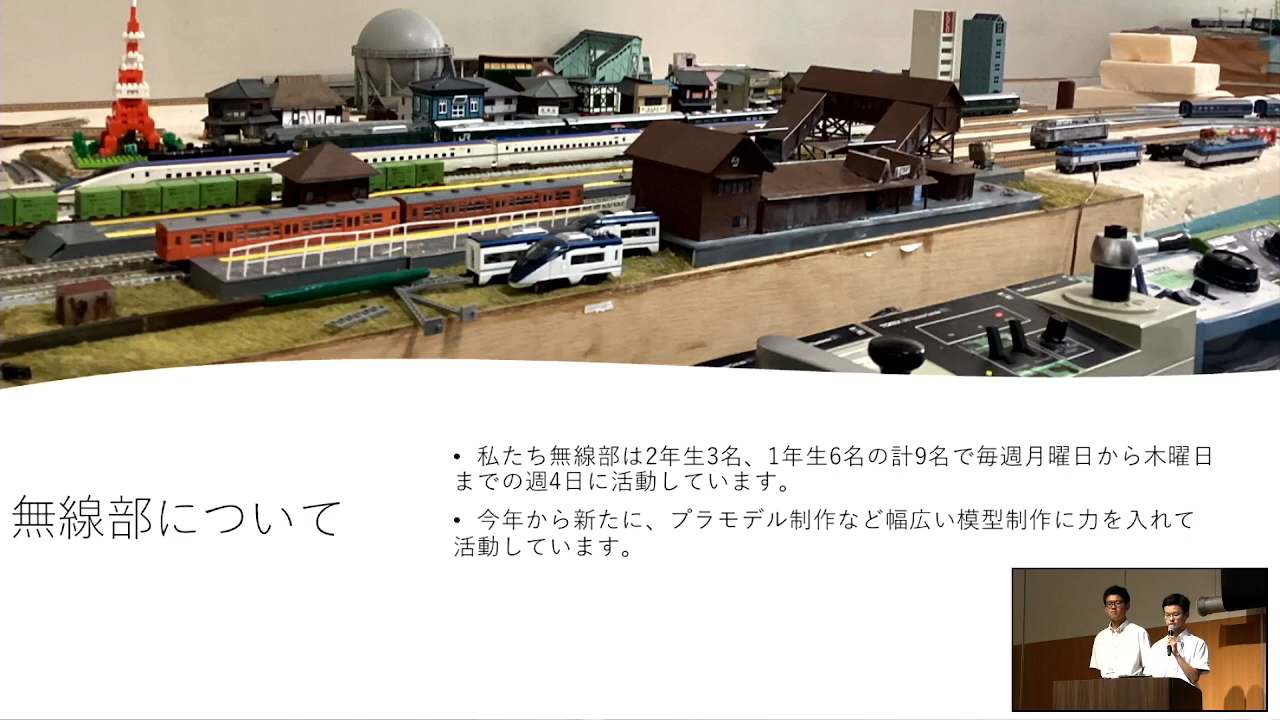 無線部について
• 私たち無線部は2年生3名、1年生6名の計9名で毎週月曜日から木曜日
までの週4日に活動しています。
• 今年から新たに、プラモデル制作など幅広い模型制作に力を入れて
活動しています。